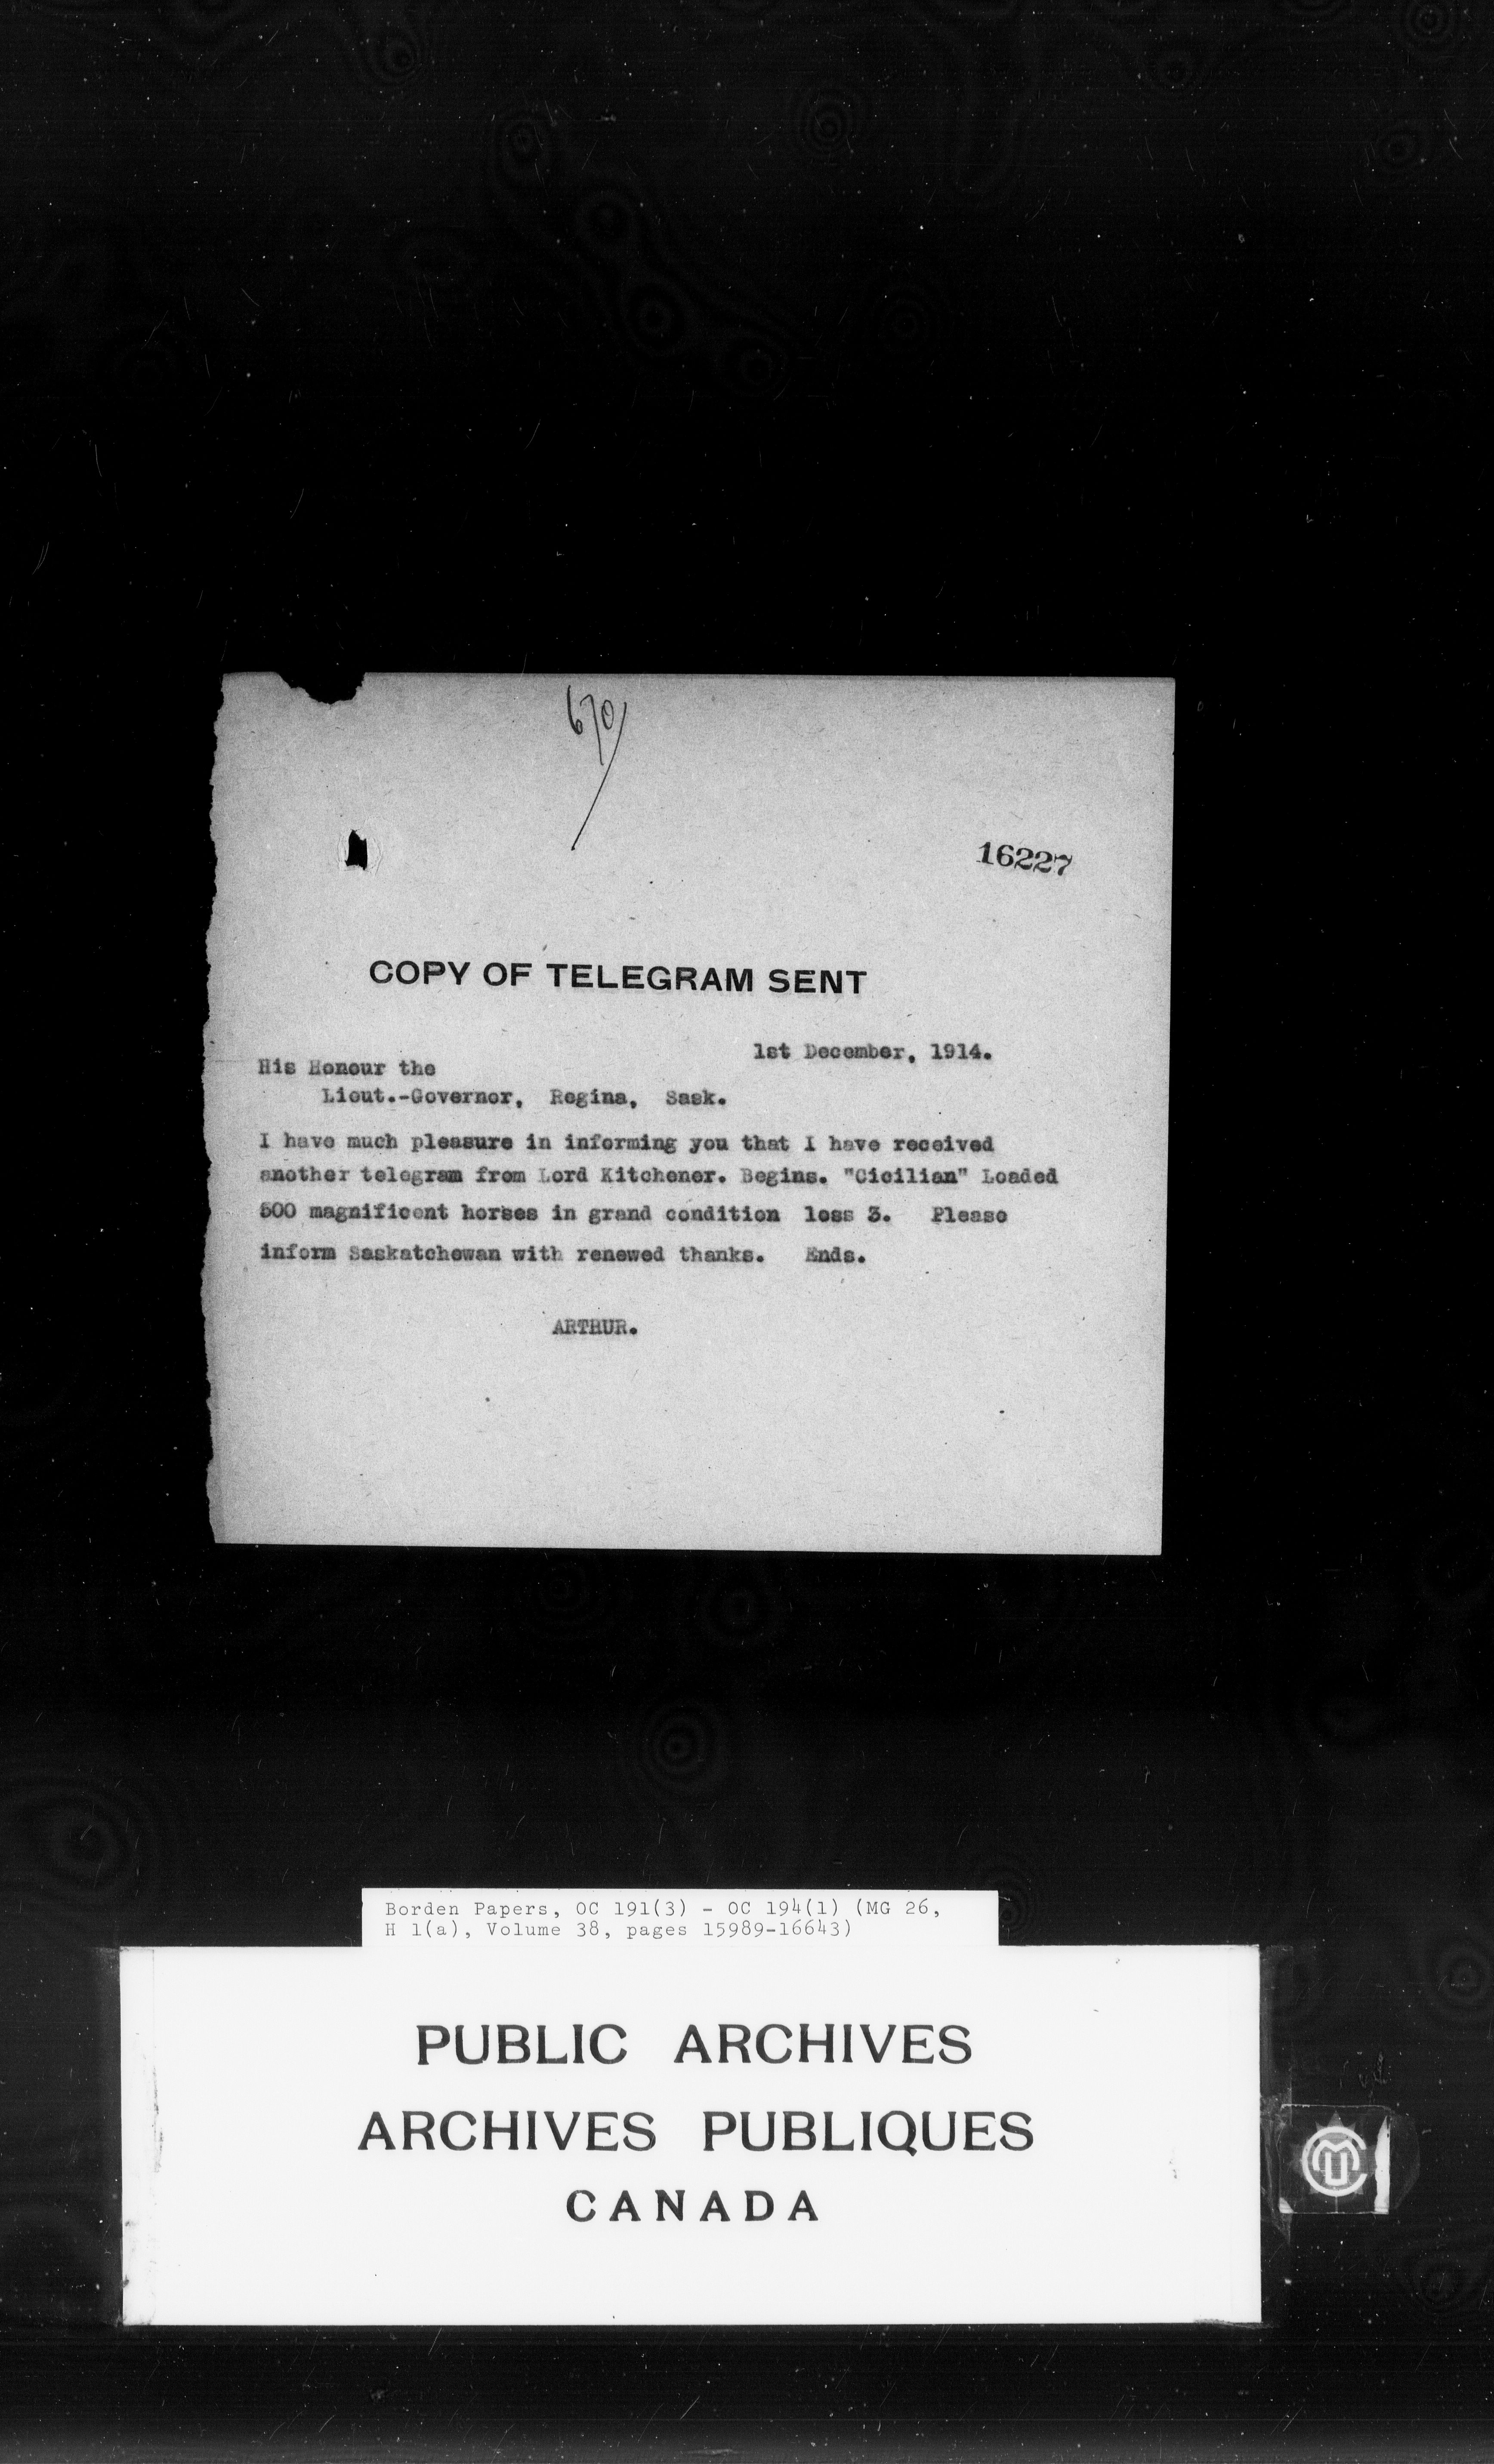 670
16227
COPY OF TELEGRAM SENT
1st December, 1914.
His Honour the
Lieut.-Governor, Regina, Sask.
I have much pleasure in informing you that I have received
another telegram from Lord Kitchener. Begins. "Cicilian" Loaded
500 magnificent horses in grand condition less 3. Please
inform Saskatchewan with renewed thanks. Ends.
ARTHUR.
Borden Papers, OC 191(3) - OC 194(1) (MG 26,
H 1(a), Volume 38, pages 15989-16643)
PUBLIC ARCHIVES
ARCHIVES PUBLIQUES
CANADA